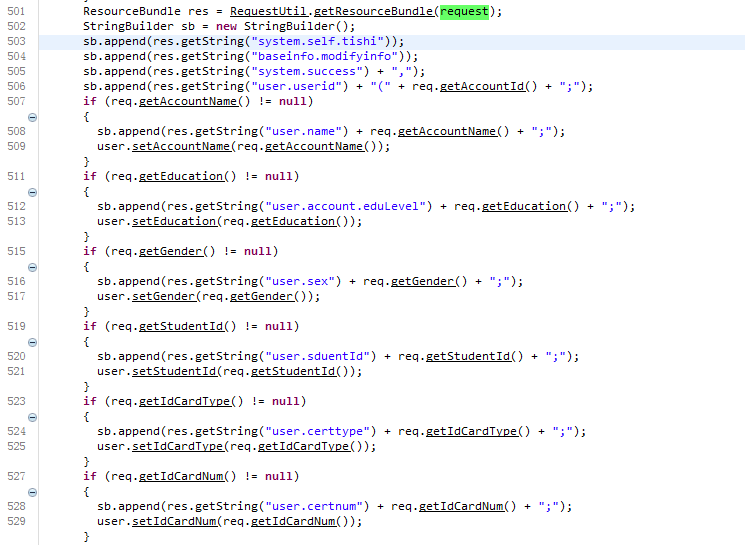 501 ResourceBundle res = RequestUtil.getResourceBundle(request);
502 StringBuilder sb = new StringBuilder();
503 sb.append(res.getString("system.self.tishi"));
504 sb.append(res.getString("baseinfo.modifyinfo"));
505 sb.append(res.getString("system.success") + ",");
506 sb.append(res.getString("user.userid") + "(" + req.getAccountId() + ";");
507 if (req.getAccountName() != null)
{
508 sb.append(res.getString("user.name") + req.getAccountName() + ";");
509 user.setAccountName(req.getAccountName());
}
511 if (req.getEducation() != null)
{
512 sb.append(res.getString("user.account.eduLevel") + req.getEducation() + ";");
513 user.setEducation(req.getEducation());
}
515 if (req.getGender() != null)
{
516 sb.append(res.getString("user.sex") + req.getGender() + ";");
517 user.setGender(req.getGender());
}
519 if (req.getStudentId() != null)
{
520 sb.append(res.getString("user.sduentId") + req.getStudentId() + ";");
521 user.setStudentId(req.getStudentId());
}
523 if (req.getIdCardType() != null)
{
524 sb.append(res.getString("user.certtype") + req.getIdCardType() + ";");
525 user.setIdCardType(req.getIdCardType());
}
527 if (req.getIdCardNum() != null)
{
528 sb.append(res.getString("user.certnum") + req.getIdCardNum() + ";");
529 user.setIdCardNum(req.getIdCardNum());
}